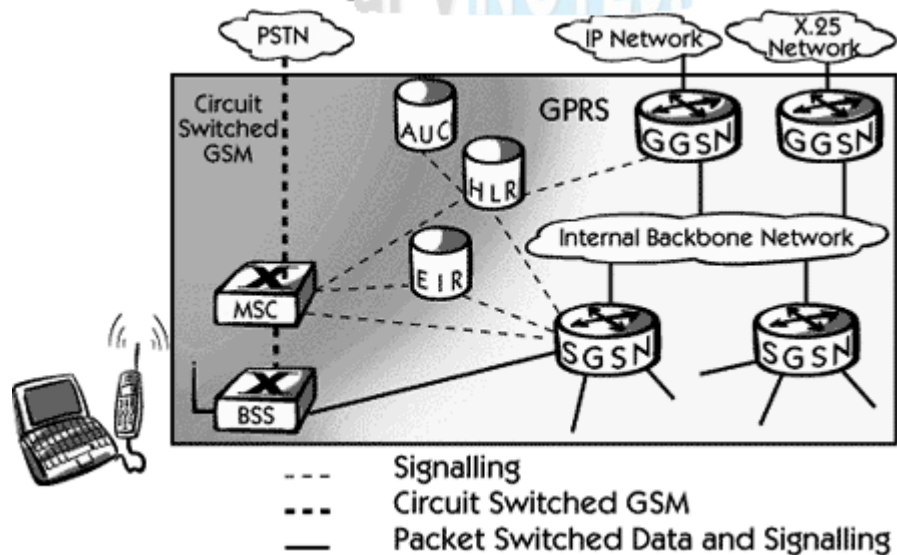 PSTN
IP Network
X.25
Network
Circuit
Switched
GSM
AUC
GPRS
GGSN
GGSN
HLR
Internal Backbone Network
EIR
MSC
SGSN
SGSN
BSS
Signalling
Circuit Switched GSM
Packet Switched Data and Signalling